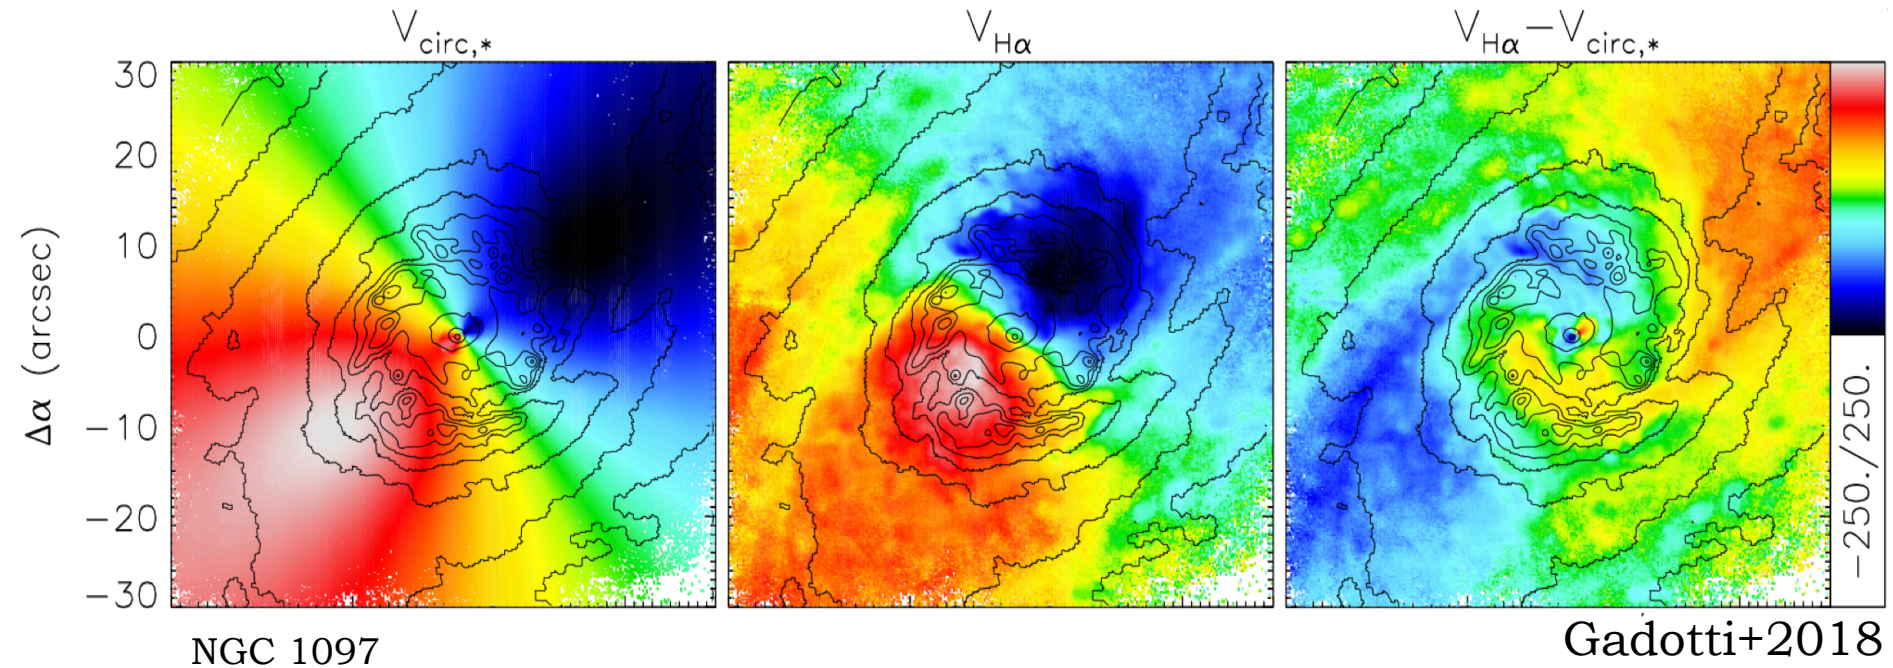 V_circ,* V_Hα V_Hα−V_circ,*
30
20
10
0
−10
−20
−30
Δα (arcsec)
−250./250.
NGC 1097
Gadotti+2018